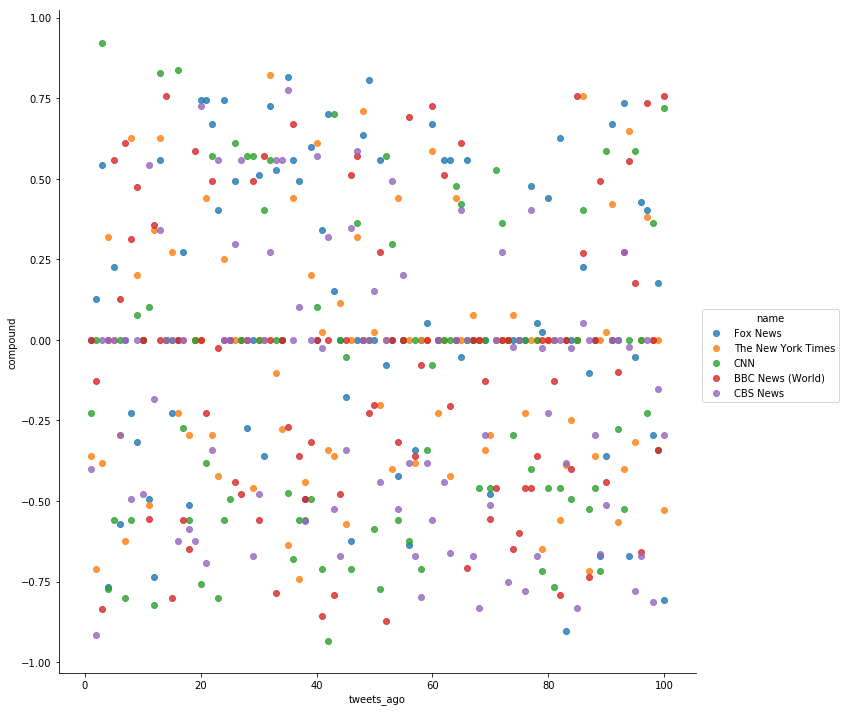 1.00
0.75
0.50
0.25
0.00
−0.25
−0.50
−0.75
−1.00
compound
0 20 40 60 80 100
tweets_ago
name
Fox News
The New York Times
CNN
BBC News (World)
CBS News